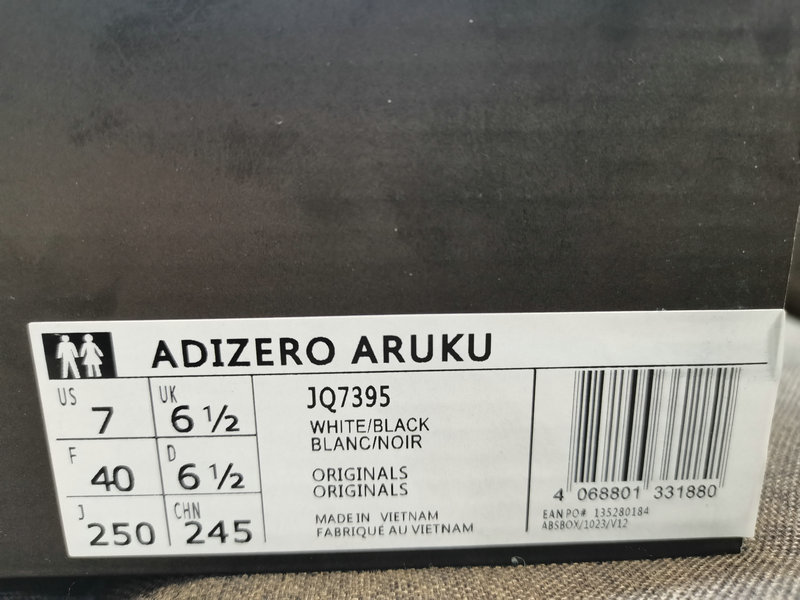 ADIZERO ARUKU
US 7 UK 6 1/2
F 40 D 6 1/2
J 250 CHN 245
JQ7395
WHITE/BLACK
BLANC/NOIR
ORIGINALS
ORIGINALS
MADE IN VIETNAM
FABRIQUÉ AU VIETNAM
4 068801 331880
EAN PO# 135280184
ABSBOX/1023/V12